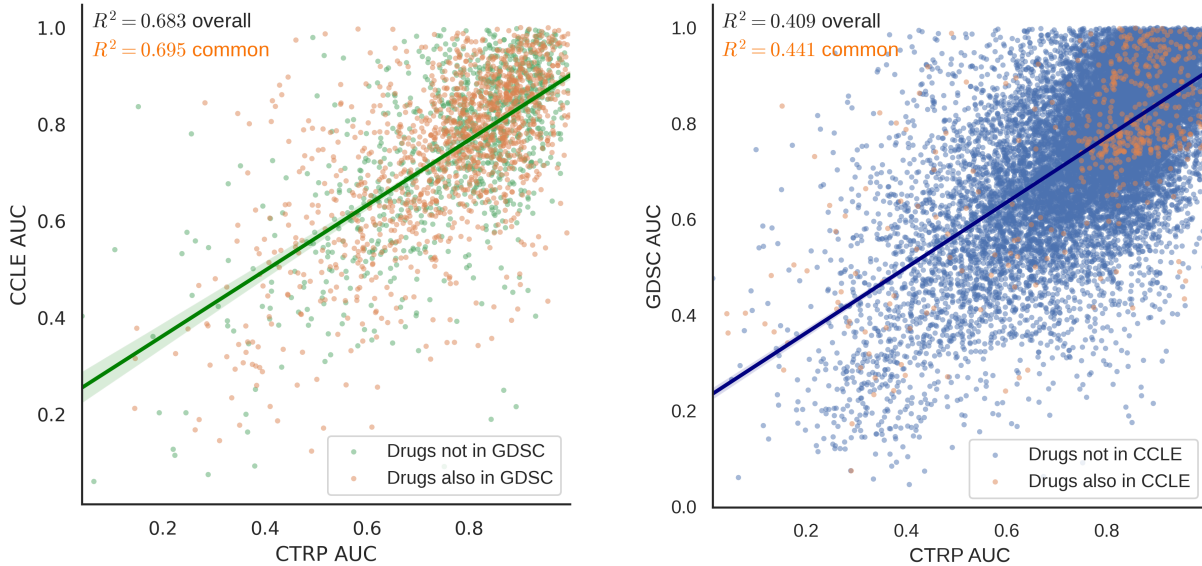 R² = 0.683 overall
R² = 0.695 common
1.0
0.8
0.6
0.4
0.2
CCLE AUC
Drugs not in GDSC
Drugs also in GDSC
0.2 0.4 0.6 0.8
CTRP AUC
R² = 0.409 overall
R² = 0.441 common
1.0
0.8
0.6
0.4
0.2
0.0
GDSC AUC
Drugs not in CCLE
Drugs also in CCLE
0.2 0.4 0.6 0.8
CTRP AUC